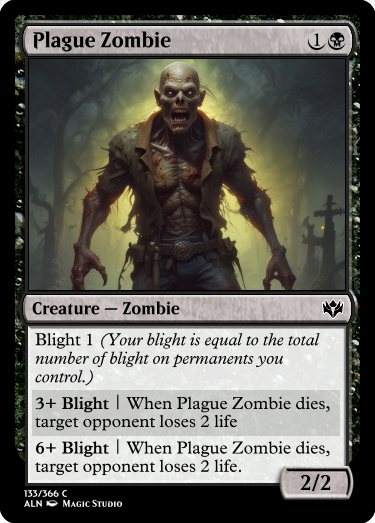 Plague Zombie 1
Creature — Zombie
Blight 1 (Your blight is equal to the total
number of blight on permanents you
control.)
3+ Blight | When Plague Zombie dies,
target opponent loses 2 life
6+ Blight | When Plague Zombie dies,
target opponent loses 2 life.
2/2
133/366 C
ALN Magic Studio